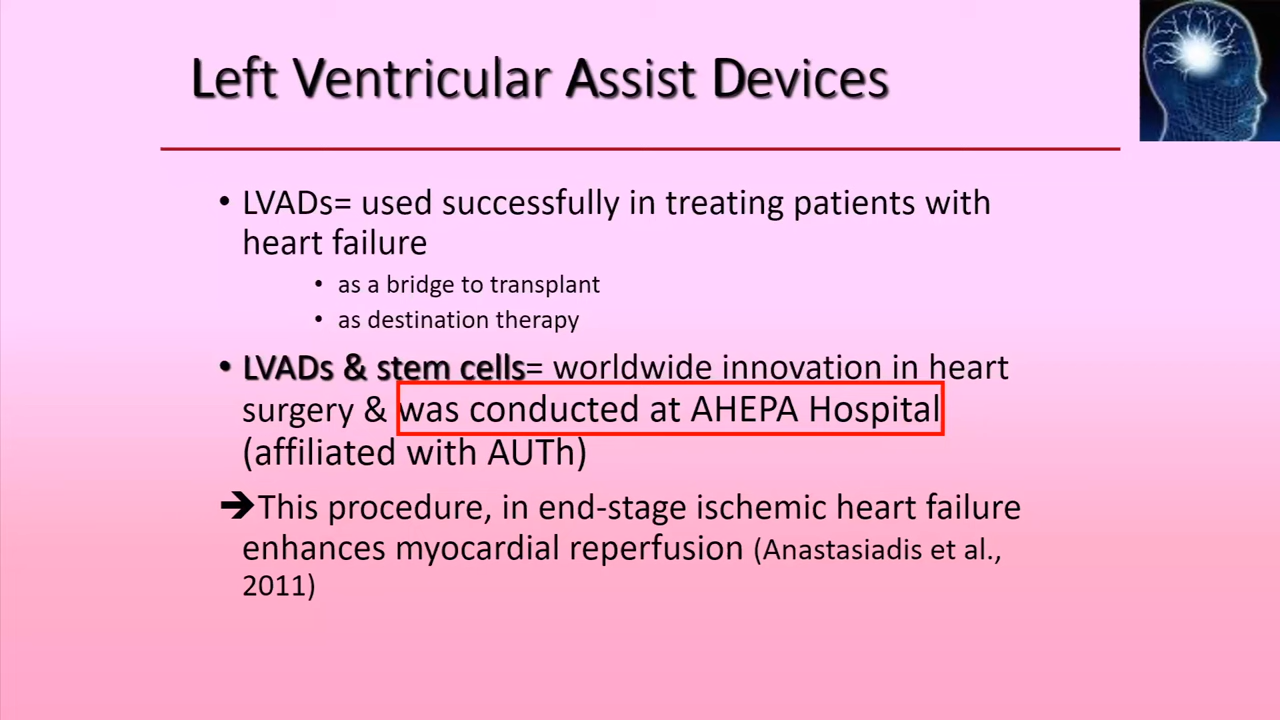 Left Ventricular Assist Devices
• LVADs= used successfully in treating patients with
heart failure
• as a bridge to transplant
• as destination therapy
• LVADs & stem cells= worldwide innovation in heart
surgery & was conducted at AHEPA Hospital
(affiliated with AUTh)
➔This procedure, in end-stage ischemic heart failure
enhances myocardial reperfusion (Anastasiadis et al.,
2011)